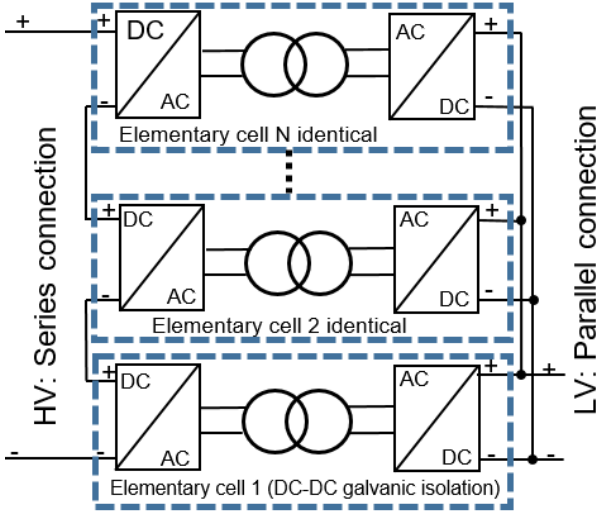 + + DC AC +
- AC DC -
Elementary cell N identical
+ DC AC +
- AC DC -
Elementary cell 2 identical
+ DC AC + +
- - AC DC - -
Elementary cell 1 (DC-DC galvanic isolation)
HV: Series connection
LV: Parallel connection